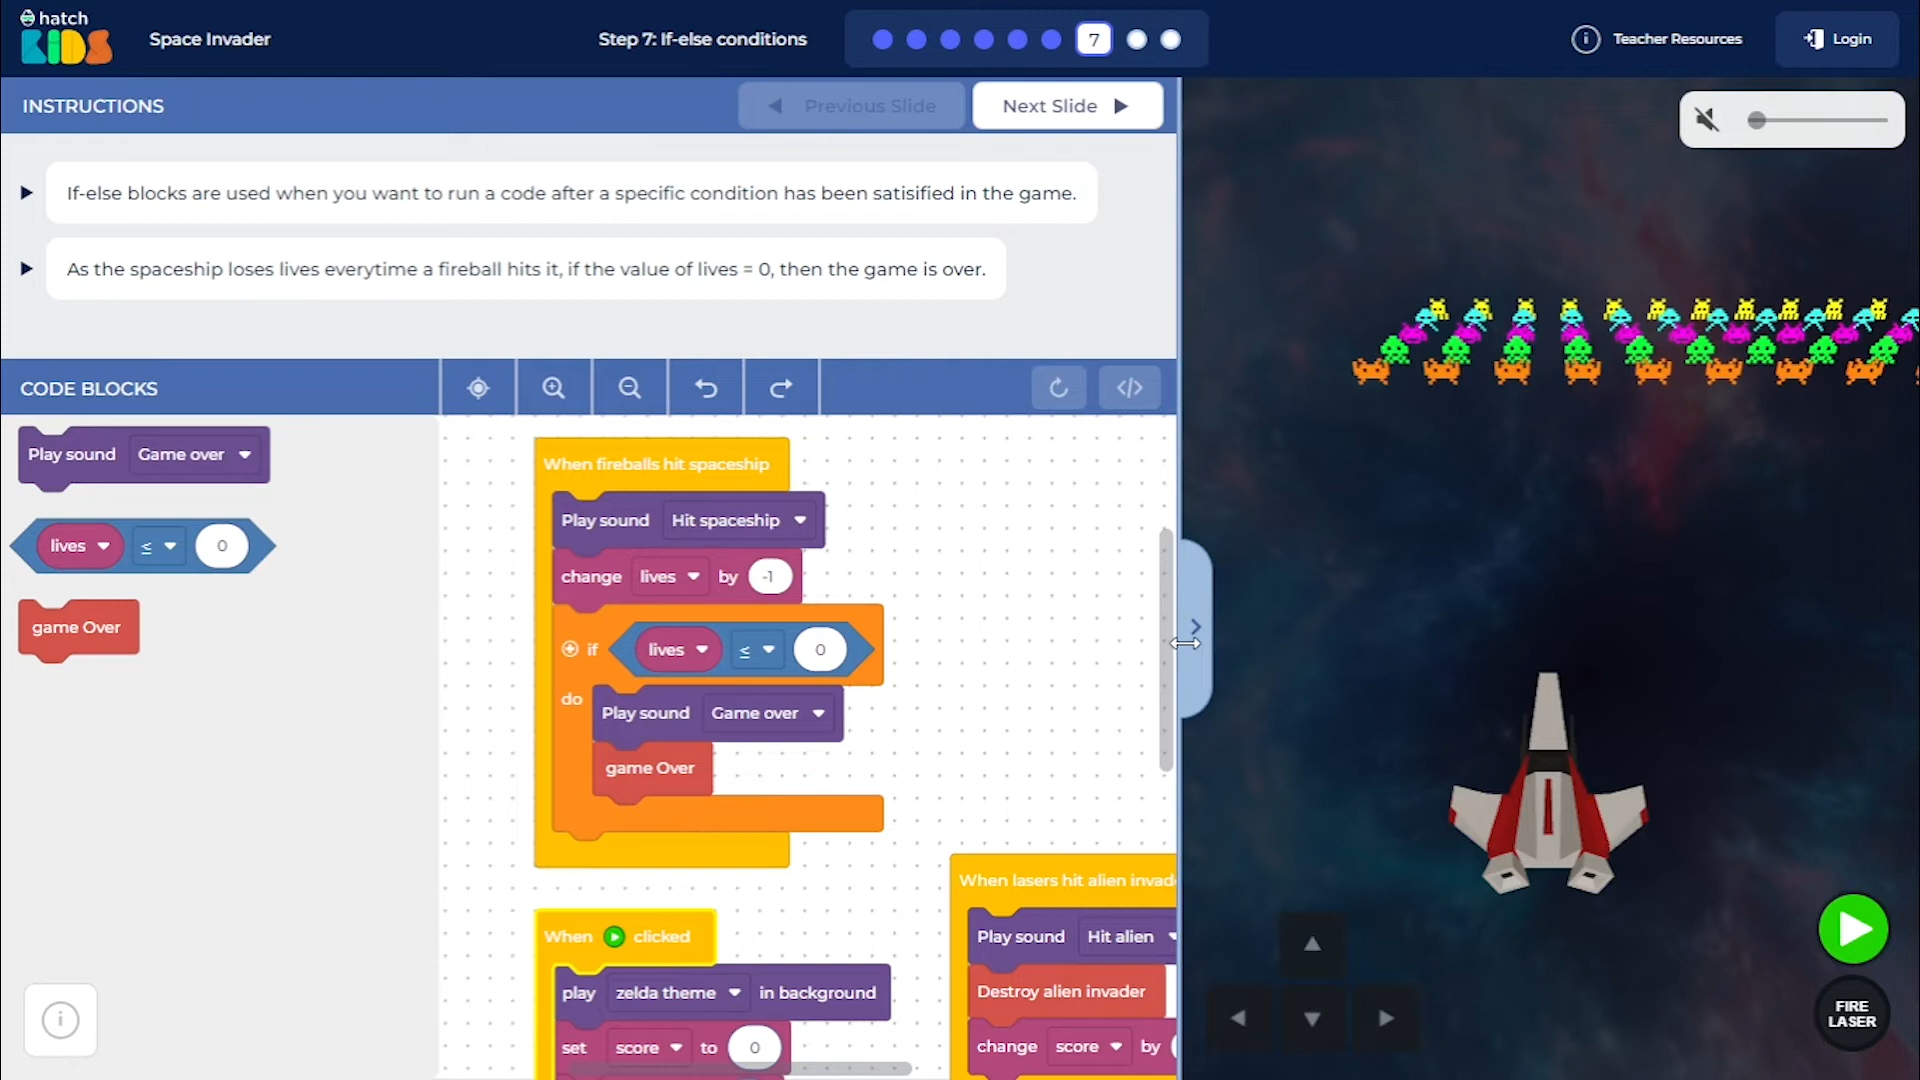 hatch
KIDS
Space Invader
Step 7: If-else conditions
7
Teacher Resources
Login
INSTRUCTIONS
Previous Slide
Next Slide
If-else blocks are used when you want to run a code after a specific condition has been satisified in the game.
As the spaceship loses lives everytime a fireball hits it, if the value of lives = 0, then the game is over.
CODE BLOCKS
Play sound Game over
lives ≤ 0
game Over
When fireballs hit spaceship
Play sound Hit spaceship
change lives by -1
if lives ≤ 0
do
Play sound Game over
game Over
When clicked
play zelda theme in background
set score to 0
When lasers hit alien invad
Play sound Hit alien
Destroy alien invader
change score by
FIRE
LASER